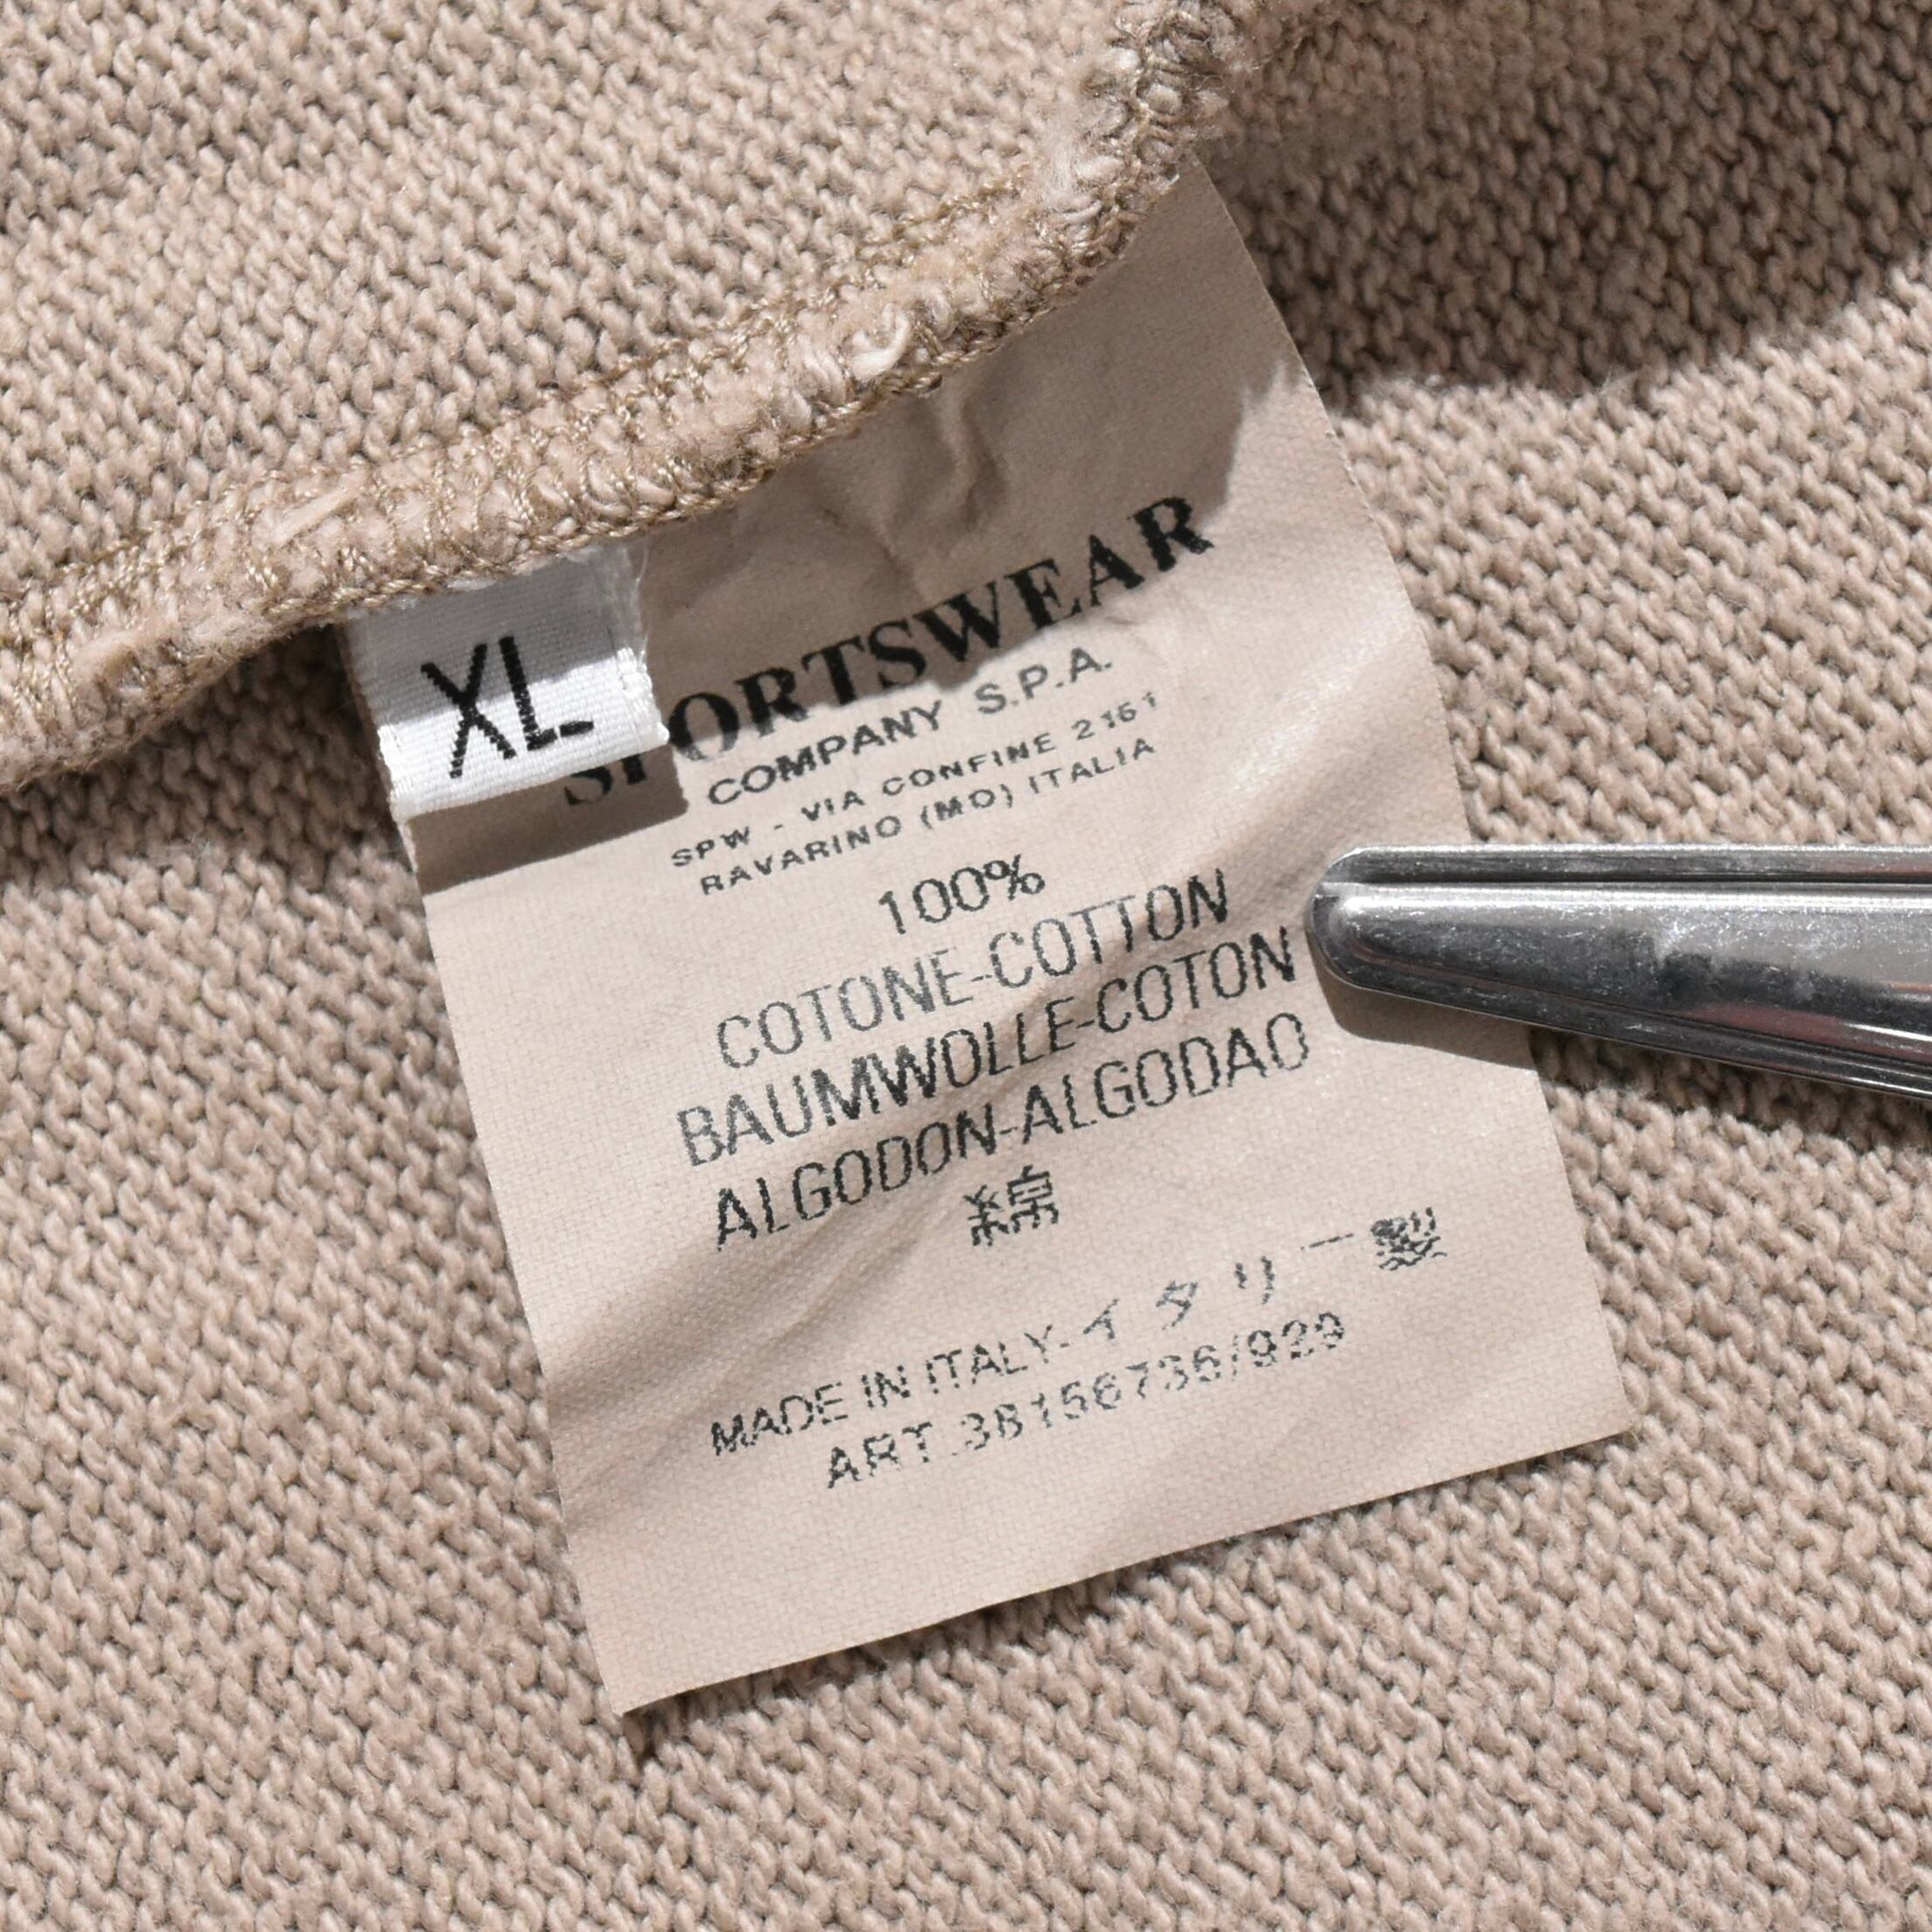 XL
SPORTSWEAR
COMPANY S.P.A.
SPW - VIA CONFINE 2161
RAVARINO (MO) ITALIA
100%
COTONE-COTTON
BAUMWOLLE-COTON
ALGODON-ALGODAO
綿
MADE IN ITALY-イタリー製
ART.38156736/929